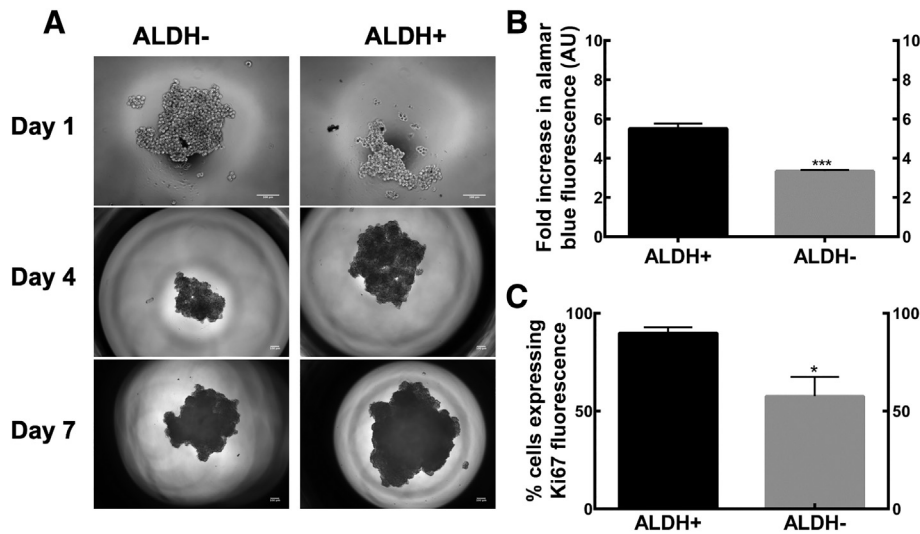 A
ALDH-
ALDH+
Day 1
Day 4
Day 7
B
Fold increase in alamar
blue fluorescence (AU)
10
8
6
4
2
0
***
10
8
6
4
2
0
ALDH+
ALDH-
C
% cells expressing
Ki67 fluorescence
100
50
0
*
100
50
0
ALDH+
ALDH-